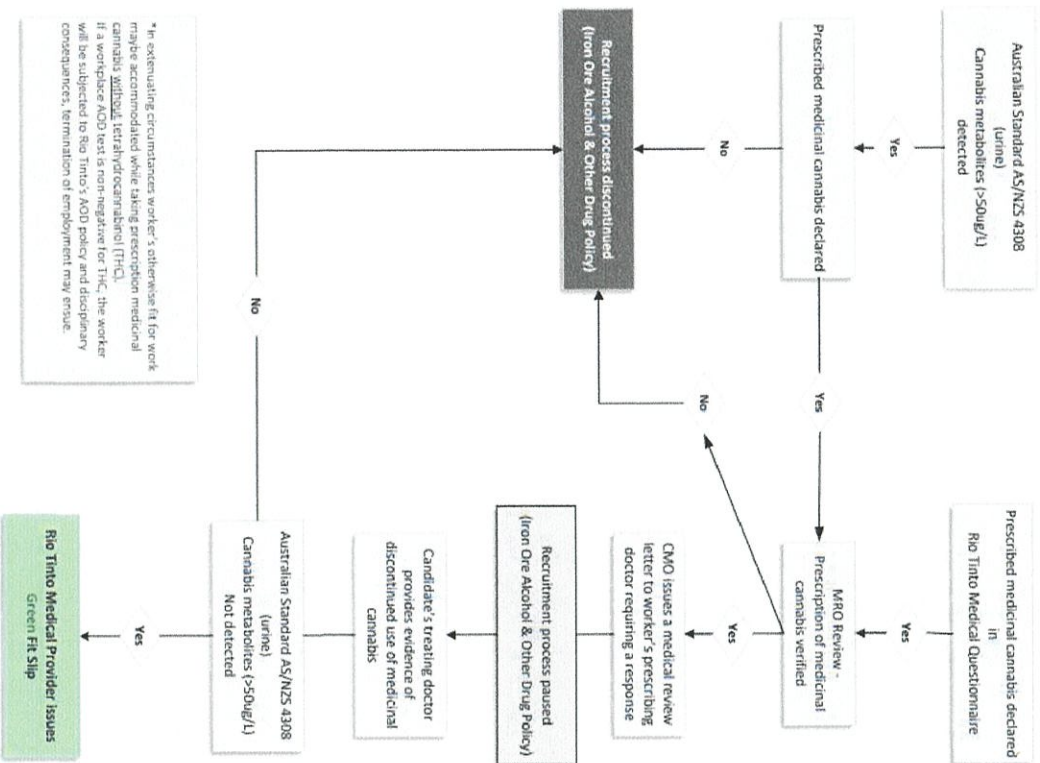 Australian Standard AS/NZS 4308
(urine)
Cannabis metabolites (>50ug/L)
detected
Yes
Prescribed medicinal cannabis declared
No
Recruitment process discontinued
(Iron Ore Alcohol & Other Drug Policy)
Yes
Prescribed medicinal cannabis declared
in
Rio Tinto Medical Questionnaire
Yes
MRO Review -
Prescription of medicinal
cannabis verified
No
Yes
CMO issues a medical review
letter to worker's prescribing
doctor requiring a response
Recruitment process paused
(Iron Ore Alcohol & Other Drug Policy)
Candidate's treating doctor
provides evidence of
discontinued use of medicinal
cannabis
Australian Standard AS/NZS 4308
(urine)
Cannabis metabolites (>50ug/L)
Not detected
No
Yes
Rio Tinto Medical Provider issues
Green Fit Slip
*In extenuating circumstances worker's otherwise fit for work
maybe accommodated while taking prescription medicinal
cannabis without tetrahydrocannabinol (THC).
If a workplace AOD test is non-negative for THC, the worker
will be subjected to Rio Tinto's AOD policy and disciplinary
consequences, termination of employment may ensue.